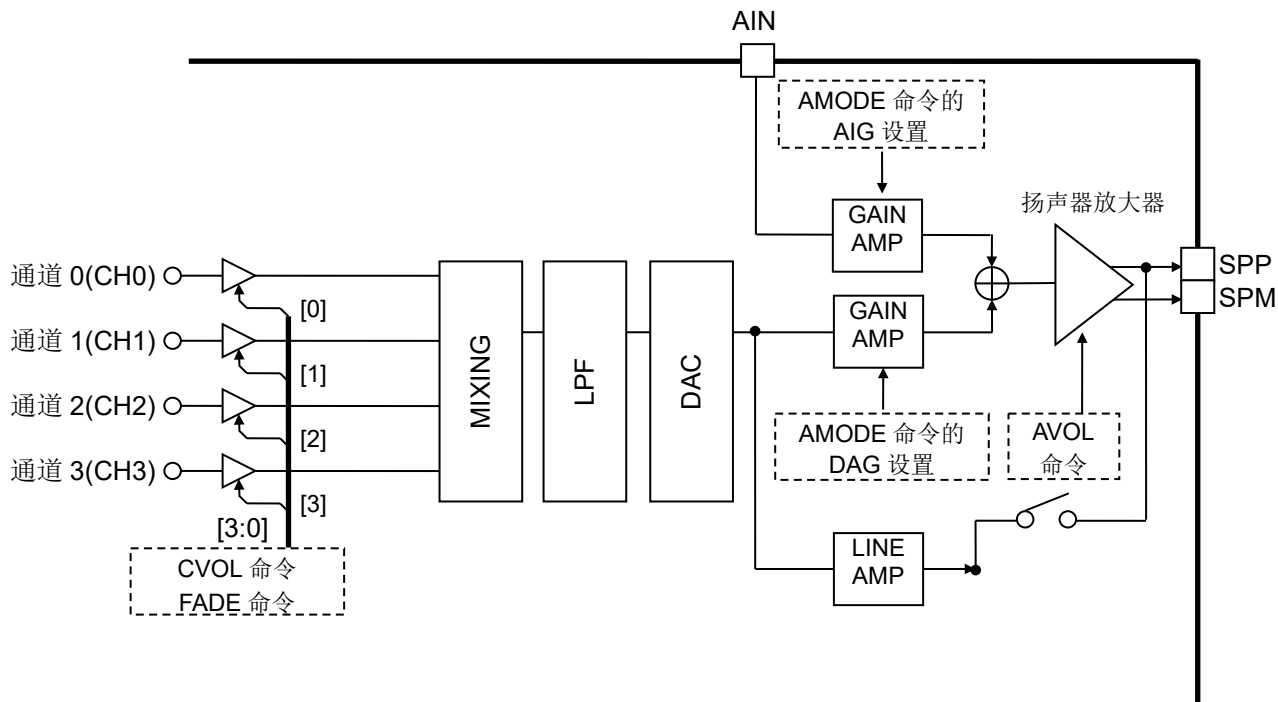 AIN
AMODE 命令的
AIG 设置
GAIN
AMP
扬声器放大器
SPP
SPM
通道 0(CH0)
[0]
通道 1(CH1)
[1]
通道 2(CH2)
[2]
通道 3(CH3)
[3]
[3:0]
CVOL 命令
FADE 命令
MIXING
LPF
DAC
GAIN
AMP
AMODE 命令的
DAG 设置
AVOL
命令
LINE
AMP